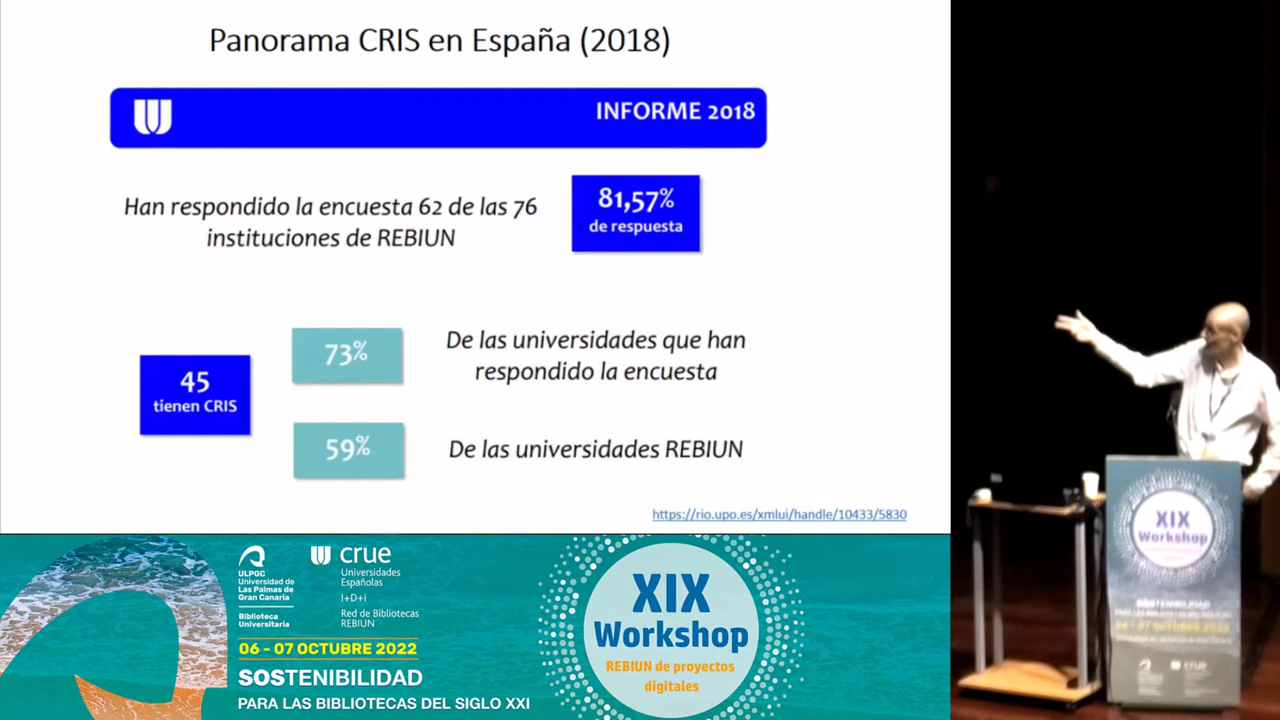 Panorama CRIS en España (2018)
INFORME 2018
Han respondido la encuesta 62 de las 76
instituciones de REBIUN
81,57%
de respuesta
45
tienen CRIS
73%
De las universidades que han
respondido la encuesta
59%
De las universidades REBIUN
https://rio.upo.es/xmlui/handle/10433/5830
ULPGC
Universidad de
Las Palmas de
Gran Canaria
Biblioteca
Universitaria
crue
Universidades
Españolas
I+D+i
Red de Bibliotecas
REBIUN
06 - 07 OCTUBRE 2022
SOSTENIBILIDAD
PARA LAS BIBLIOTECAS DEL SIGLO XXI
XIX
Workshop
REBIUN de proyectos
digitales
XIX
Workshop
SOSTENIBILIDAD
crue